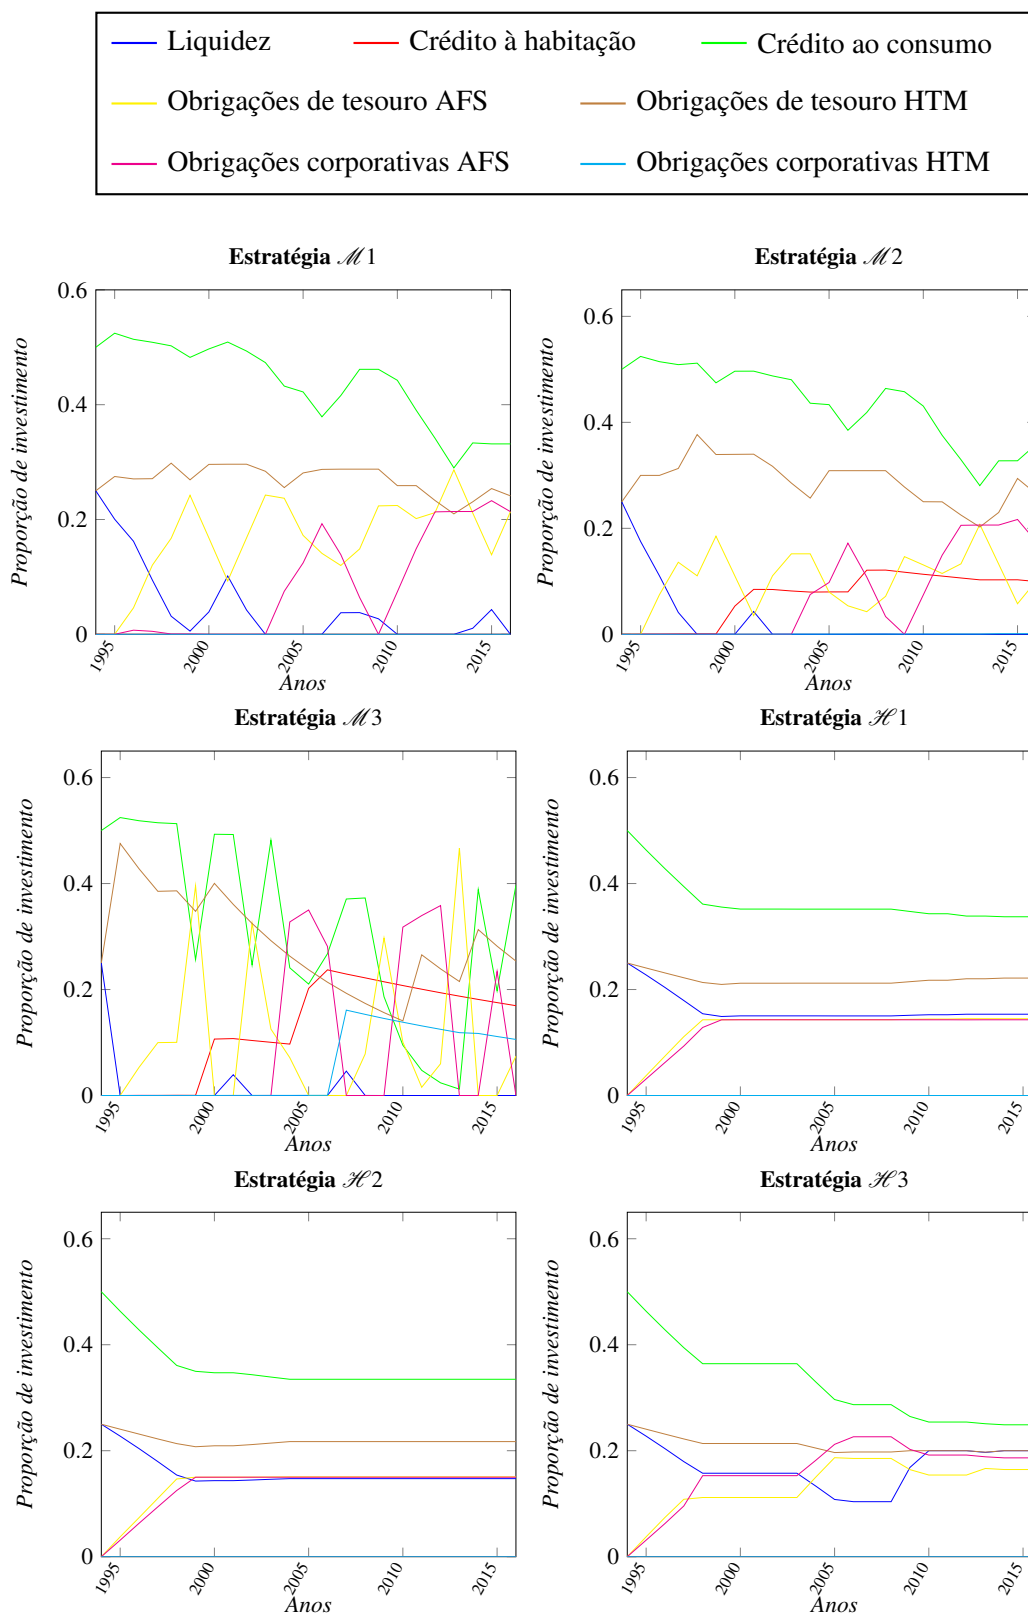 Liquidez Crédito à habitação Crédito ao consumo
Obrigações de tesouro AFS Obrigações de tesouro HTM
Obrigações corporativas AFS Obrigações corporativas HTM
Estratégia ℳ1
Proporção de investimento
0.6
0.4
0.2
0
1995 2000 2005 2010 2015
Anos
Estratégia ℳ2
Proporção de investimento
0.6
0.4
0.2
0
1995 2000 2005 2010 2015
Anos
Estratégia ℳ3
Proporção de investimento
0.6
0.4
0.2
0
1995 2000 2005 2010 2015
Anos
Estratégia ℋ1
Proporção de investimento
0.6
0.4
0.2
0
1995 2000 2005 2010 2015
Anos
Estratégia ℋ2
Proporção de investimento
0.6
0.4
0.2
0
1995 2000 2005 2010 2015
Anos
Estratégia ℋ3
Proporção de investimento
0.6
0.4
0.2
0
1995 2000 2005 2010 2015
Anos